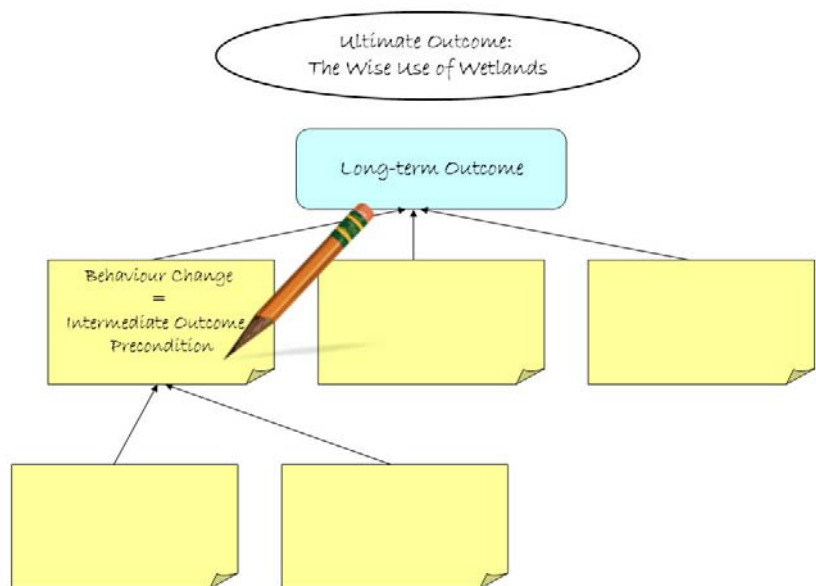 Ultimate Outcome:
The Wise Use of Wetlands
Long-term Outcome
Behaviour Change
=
Intermediate Outcome
Precondition